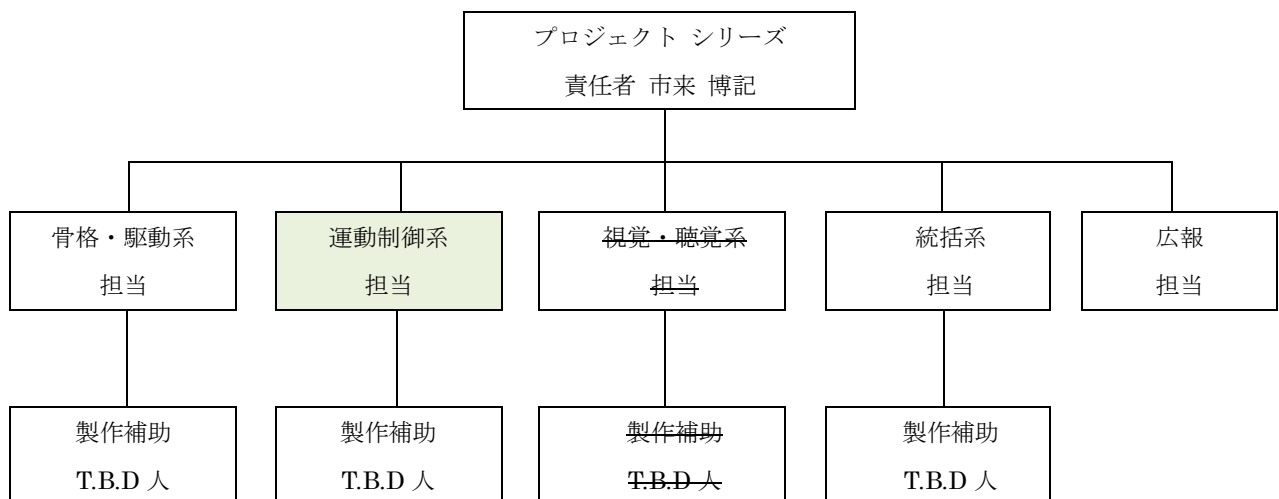 プロジェクト シリーズ
責任者 市来 博記
骨格・駆動系
担当
運動制御系
担当
視覚・聴覚系
担当
統括系
担当
広報
担当
製作補助
T.B.D 人
製作補助
T.B.D 人
製作補助
T.B.D 人
製作補助
T.B.D 人